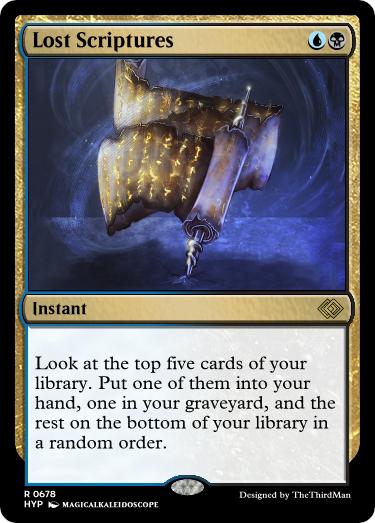 Lost Scriptures
Instant
Look at the top five cards of your
library. Put one of them into your
hand, one in your graveyard, and the
rest on the bottom of your library in
a random order.
R 0678
HYP MAGICALKALEIDOSCOPE
Designed by TheThirdMan